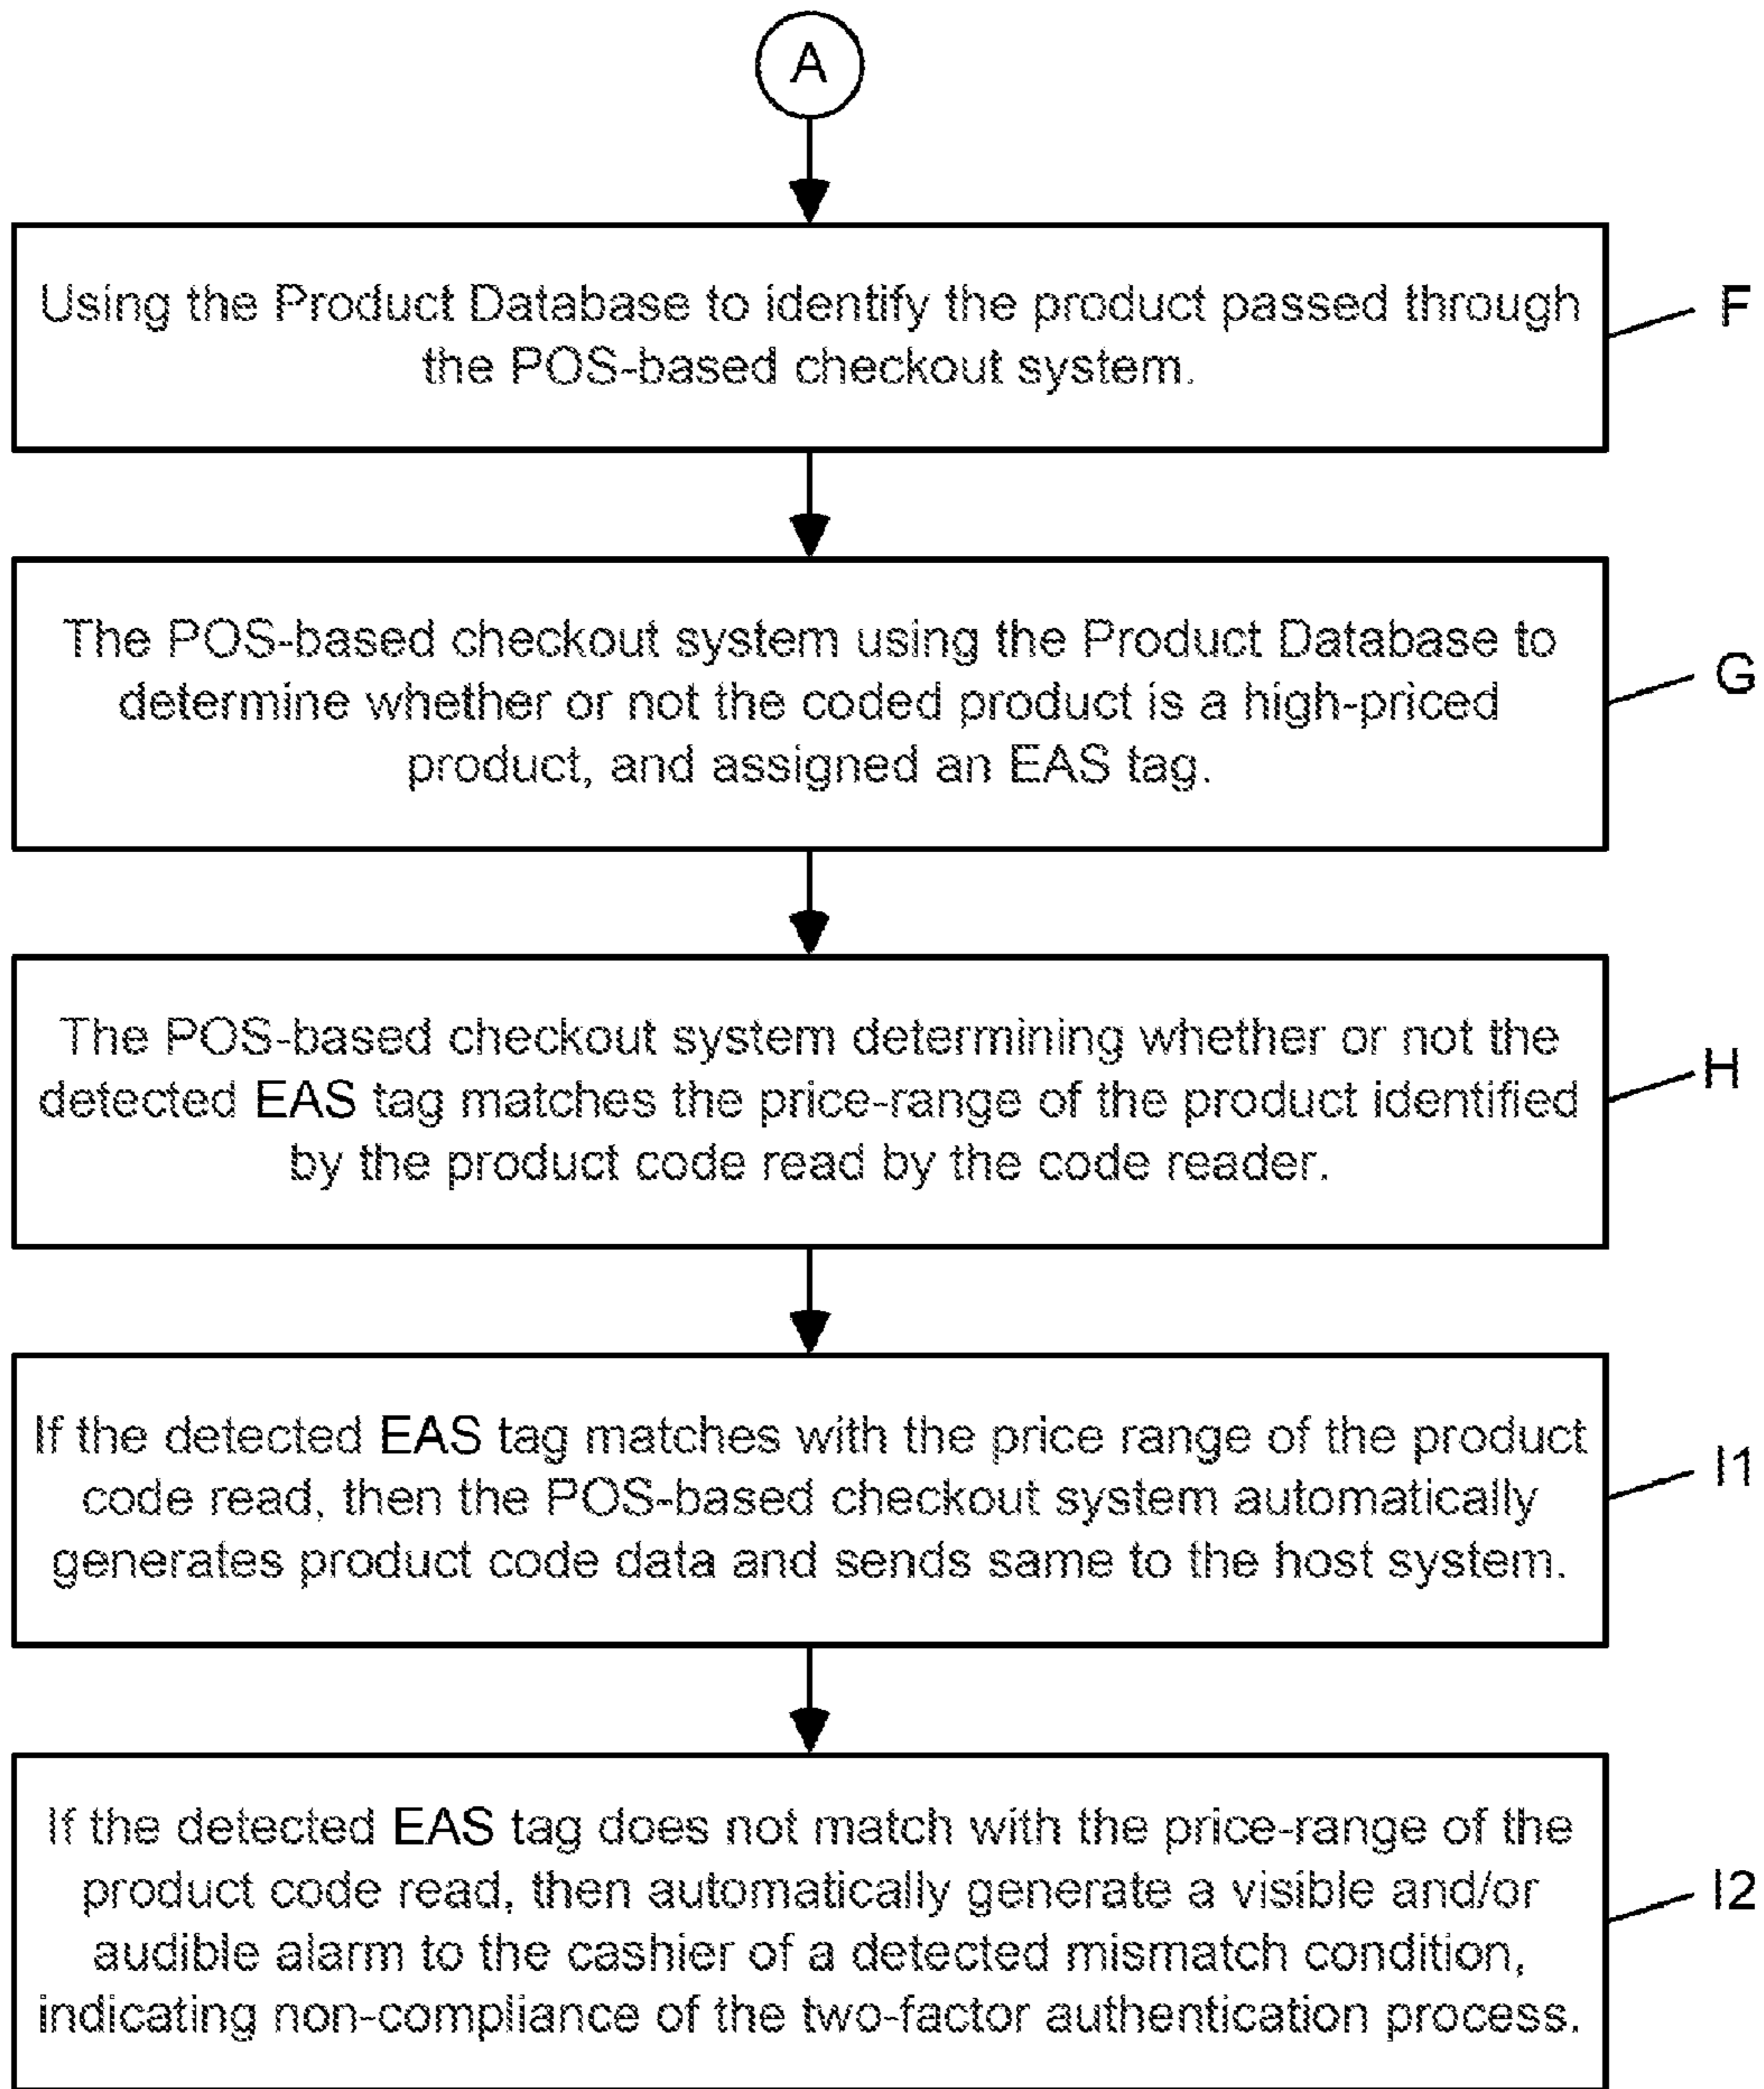 A
Using the Product Database to identify the product passed through
the POS-based checkout system.
F
The POS-based checkout system using the Product Database to
determine whether or not the coded product is a high-priced
product, and assigned an EAS tag.
G
The POS-based checkout system determining whether or not the
detected EAS tag matches the price-range of the product identified
by the product code read by the code reader.
H
If the detected EAS tag matches with the price range of the product
code read, then the POS-based checkout system automatically
generates product code data and sends same to the host system.
I1
If the detected EAS tag does not match with the price-range of the
product code read, then automatically generate a visible and/or
audible alarm to the cashier of a detected mismatch condition,
indicating non-compliance of the two-factor authentication process.
I2